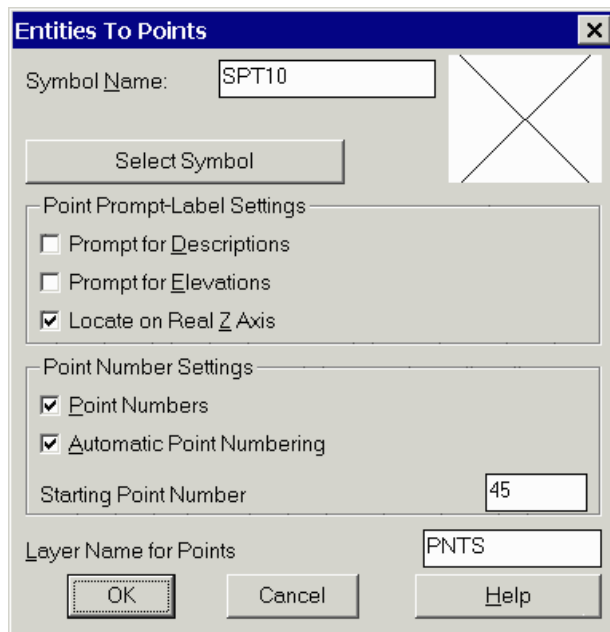 Entities To Points
Symbol Name: SPT10
Select Symbol
Point Prompt-Label Settings
Prompt for Descriptions
Prompt for Elevations
Locate on Real Z Axis
Point Number Settings
Point Numbers
Automatic Point Numbering
Starting Point Number 45
Layer Name for Points PNTS
OK Cancel Help